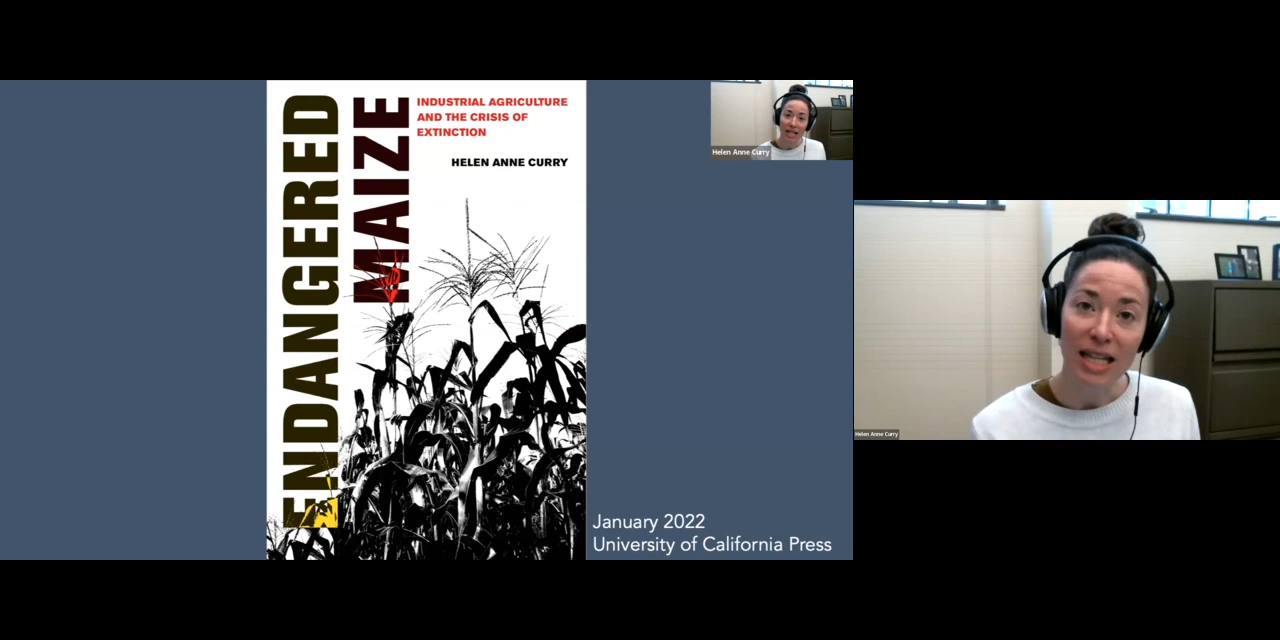 ENDANGERED
MAIZE
INDUSTRIAL AGRICULTURE
AND THE CRISIS OF
EXTINCTION
HELEN ANNE CURRY
January 2022
University of California Press
Helen Anne Curry
Helen Anne Curry